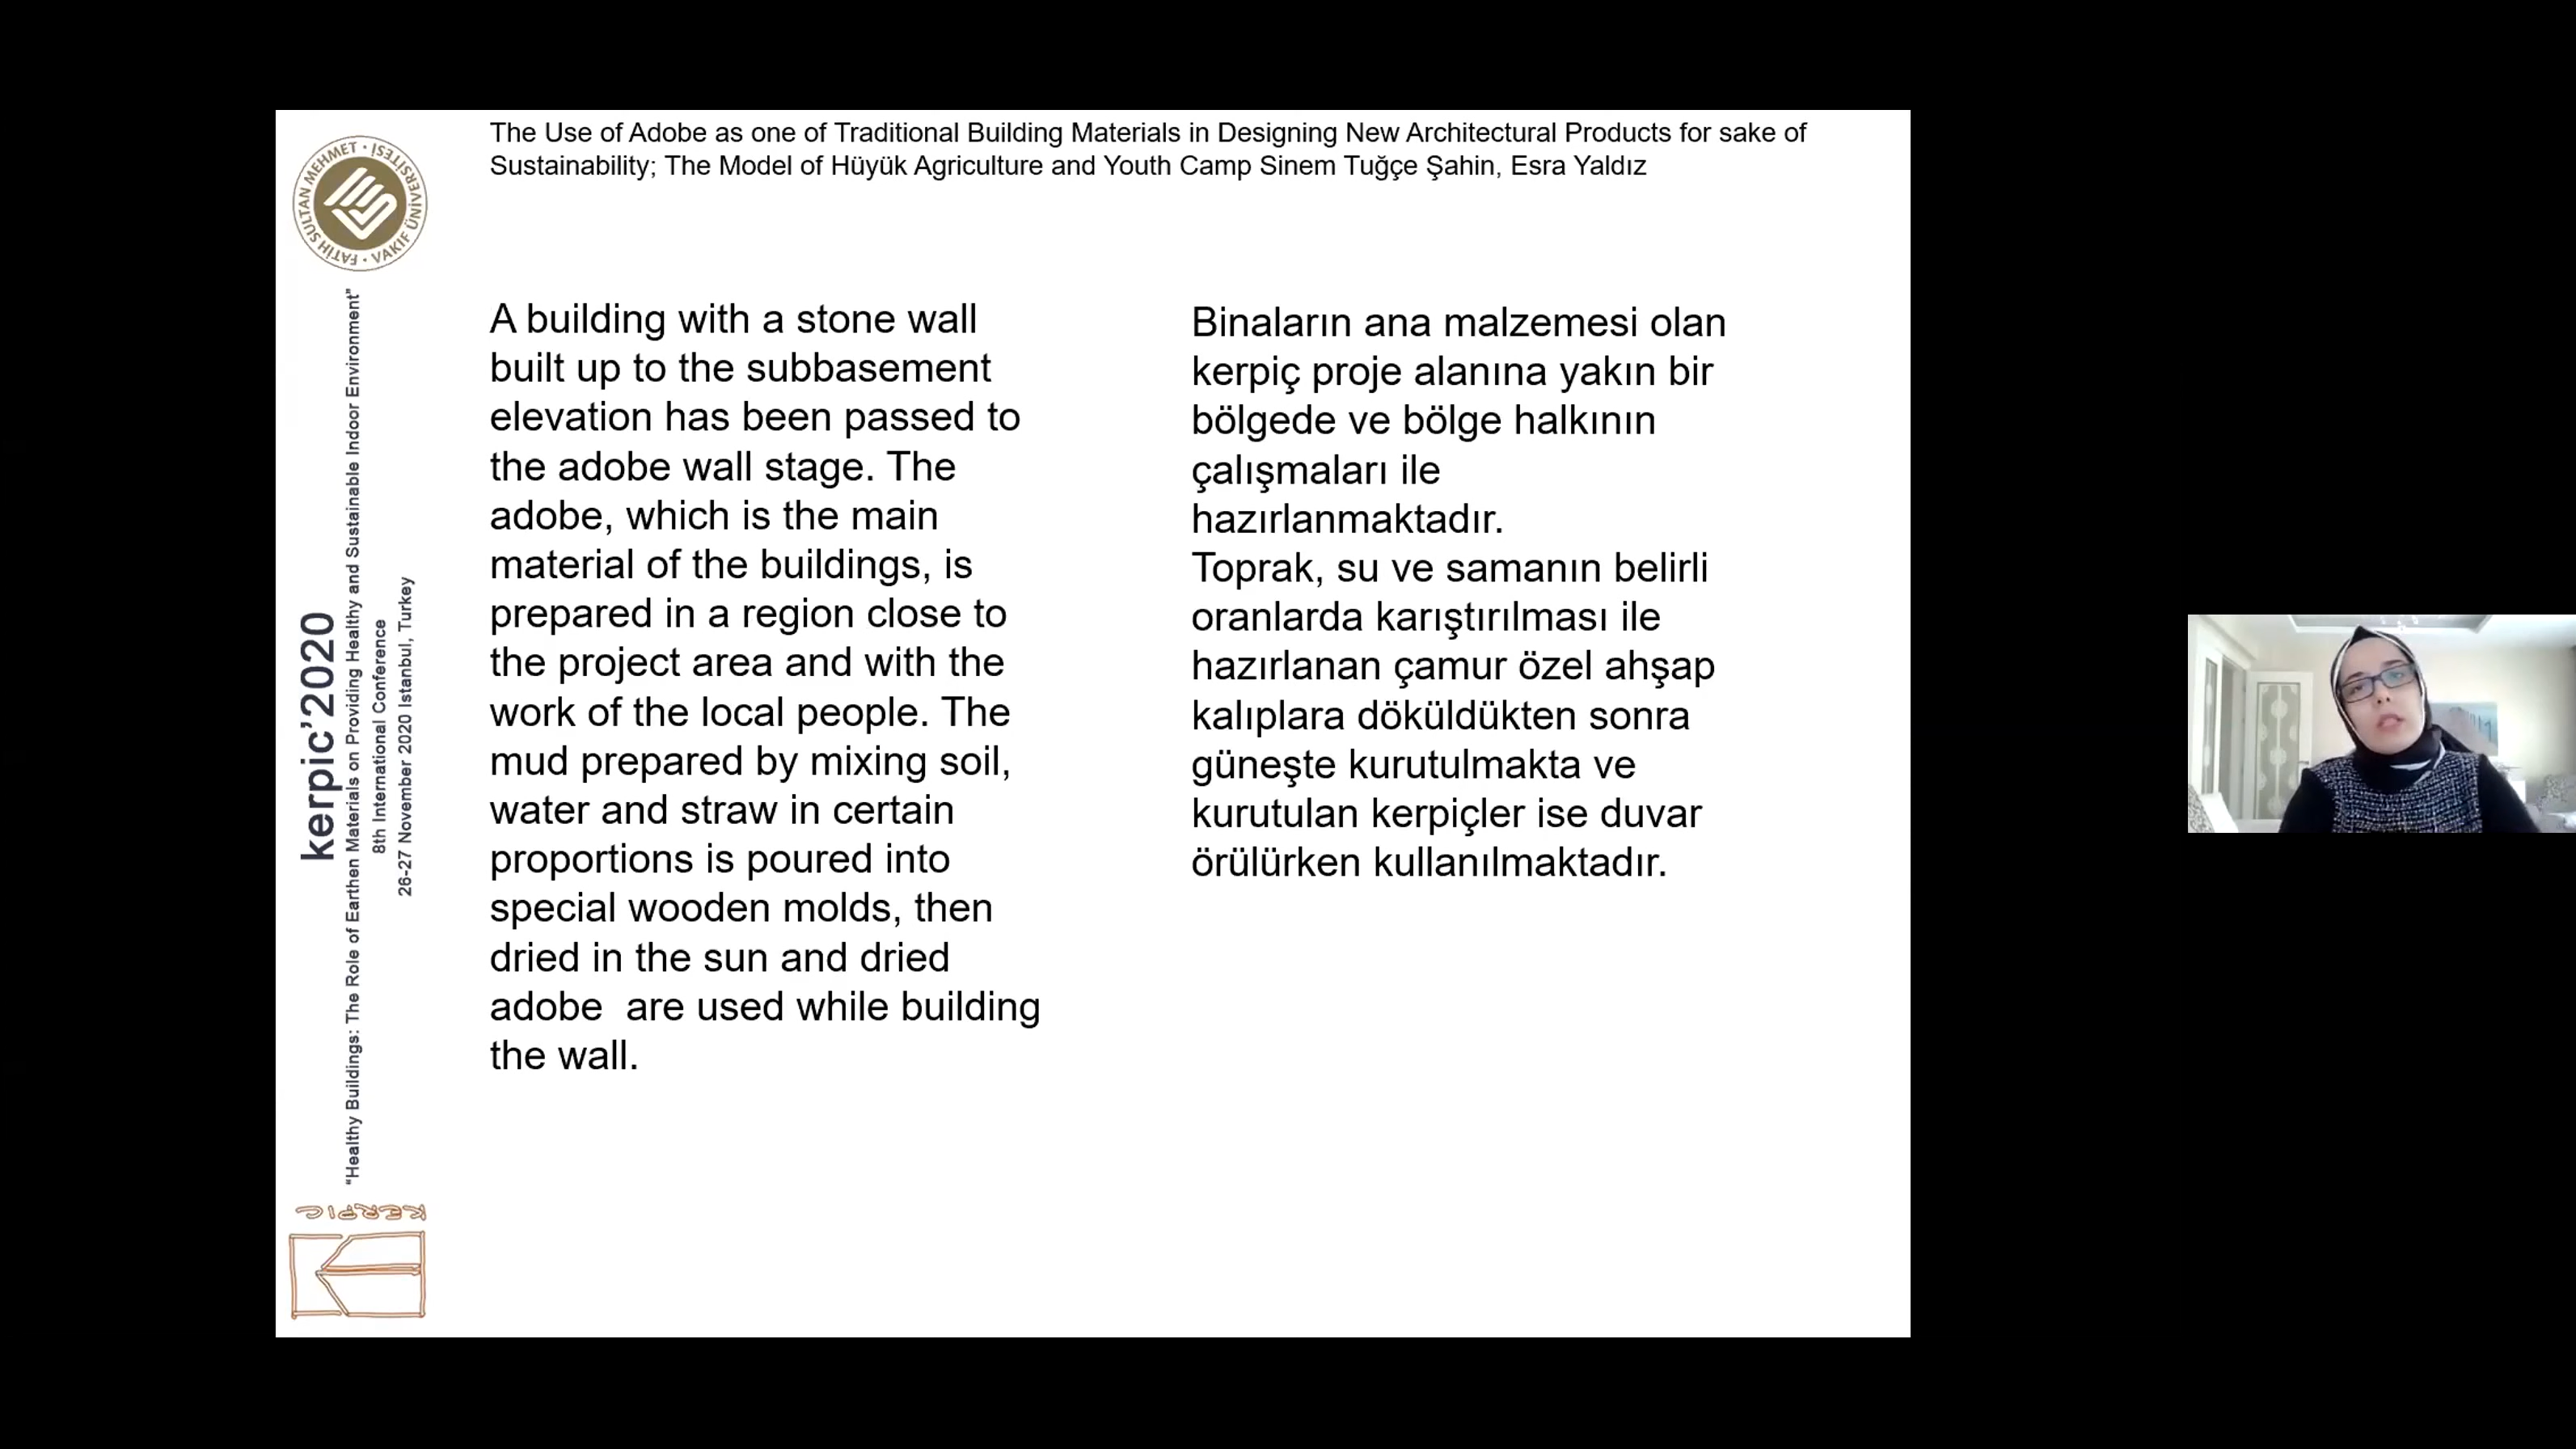 The Use of Adobe as one of Traditional Building Materials in Designing New Architectural Products for sake of
Sustainability; The Model of Hüyük Agriculture and Youth Camp Sinem Tuğçe Şahin, Esra Yaldız
FATİH SULTAN MEHMET • VAKIF ÜNİVERSİTESİ •
kerpic’2020
“Healthy Buildings: The Role of Earthen Materials on Providing Healthy and Sustainable Indoor Environment”
8th International Conference
26-27 November 2020 Istanbul, Turkey
KERPIC
A building with a stone wall
built up to the subbasement
elevation has been passed to
the adobe wall stage. The
adobe, which is the main
material of the buildings, is
prepared in a region close to
the project area and with the
work of the local people. The
mud prepared by mixing soil,
water and straw in certain
proportions is poured into
special wooden molds, then
dried in the sun and dried
adobe  are used while building
the wall.
Binaların ana malzemesi olan
kerpiç proje alanına yakın bir
bölgede ve bölge halkının
çalışmaları ile
hazırlanmaktadır.
Toprak, su ve samanın belirli
oranlarda karıştırılması ile
hazırlanan çamur özel ahşap
kalıplara döküldükten sonra
güneşte kurutulmakta ve
kurutulan kerpiçler ise duvar
örülürken kullanılmaktadır.